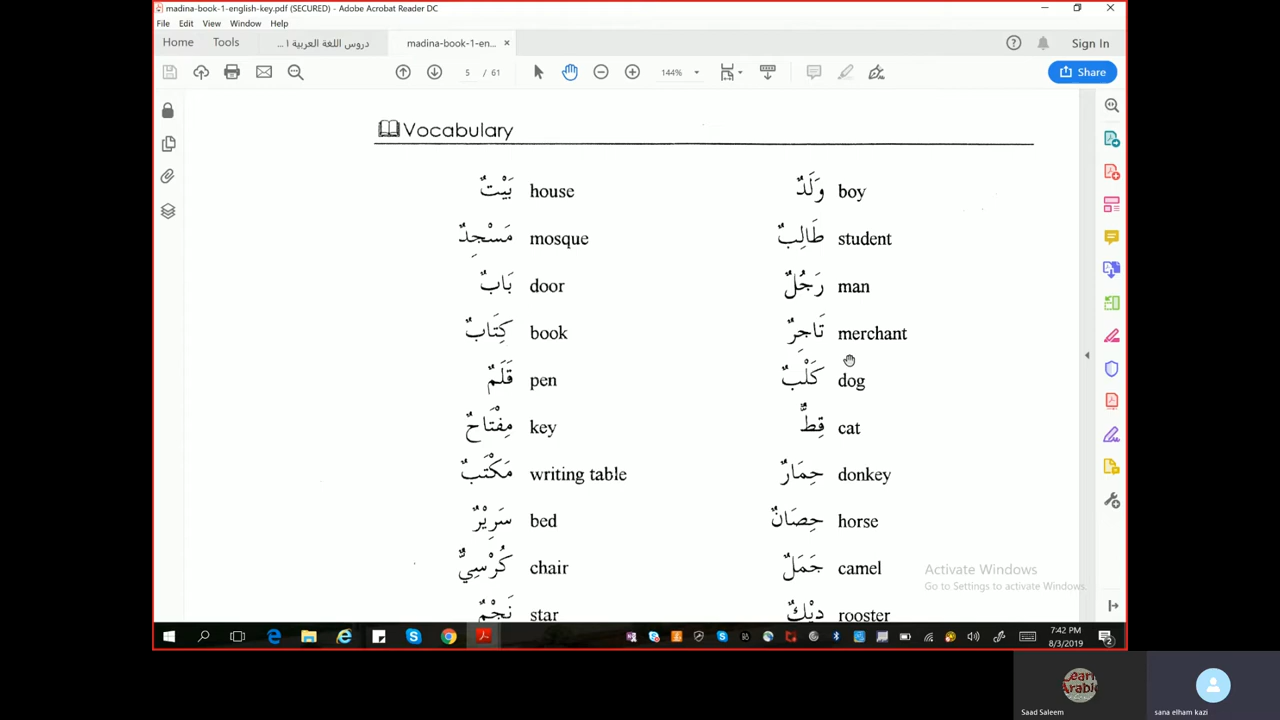 madina-book-1-english-key.pdf (SECURED) - Adobe Acrobat Reader DC
File Edit View Window Help
Home Tools دروس اللغة العربية ١ ... madina-book-1-en... × Sign In
5 / 61 144% Share
Vocabulary
بَيْتٌ house وَلَدٌ boy
مَسْجِدٌ mosque طَالِبٌ student
بَابٌ door رَجُلٌ man
كِتَابٌ book تَاجِرٌ merchant
قَلَمٌ pen كَلْبٌ dog
مِفْتَاحٌ key قِطٌّ cat
مَكْتَبٌ writing table حِمَارٌ donkey
سَرِيْرٌ bed حِصَانٌ horse
كُرْسِيٌّ chair جَمَلٌ camel
نَجْمٌ star دِيْكٌ rooster
Activate Windows
Go to Settings to activate Windows.
7:42 PM
8/3/2019
2
Learn
Arabic
Saad Saleem sana elham kazi